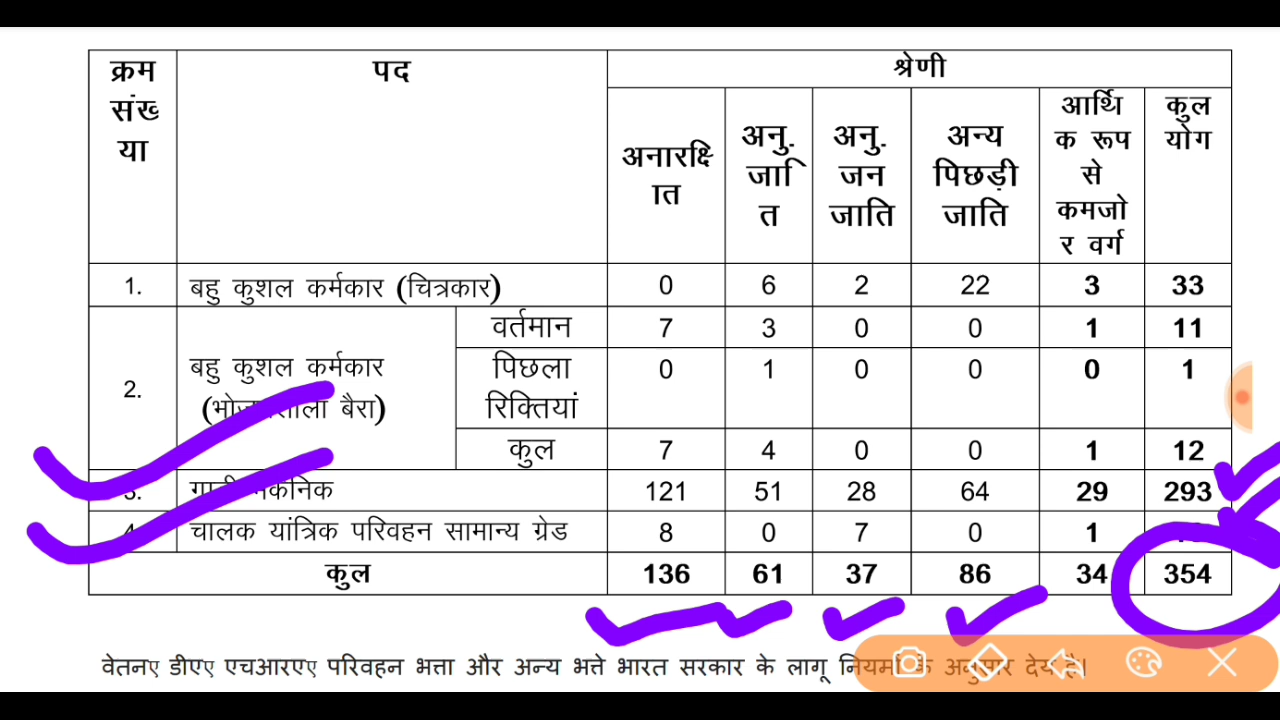 क्रम संख्या पद श्रेणी
अनारक्षित अनु. जाति अनु. जन जाति अन्य पिछड़ी जाति आर्थिक रूप से कमजोर वर्ग कुल योग
1. बहु कुशल कर्मकार (चित्रकार) 0 6 2 22 3 33
2. बहु कुशल कर्मकार वर्तमान 7 3 0 0 1 11
पिछला रिक्तियां 0 1 0 0 0 1
बैरा)
कुल 7 4 0 0 1 12
121 51 28 64 29 293
चालक यांत्रिक परिवहन सामान्य ग्रेड 8 0 7 0 1
कुल 136 61 37 86 34 354
वेतनए डीएए एचआरएए परिवहन भत्ता और अन्य भत्ते भारत सरकार के लागू नियमों के अनुसार देय है।